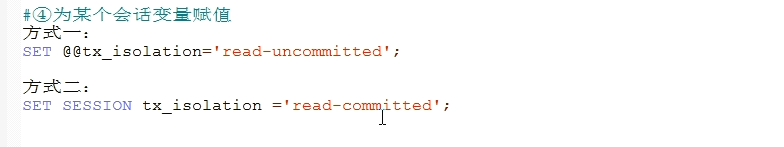 #④为某个会话变量赋值
方式一:
SET @@tx_isolation='read-uncommitted';
方式二:
SET SESSION tx_isolation ='read-committed';